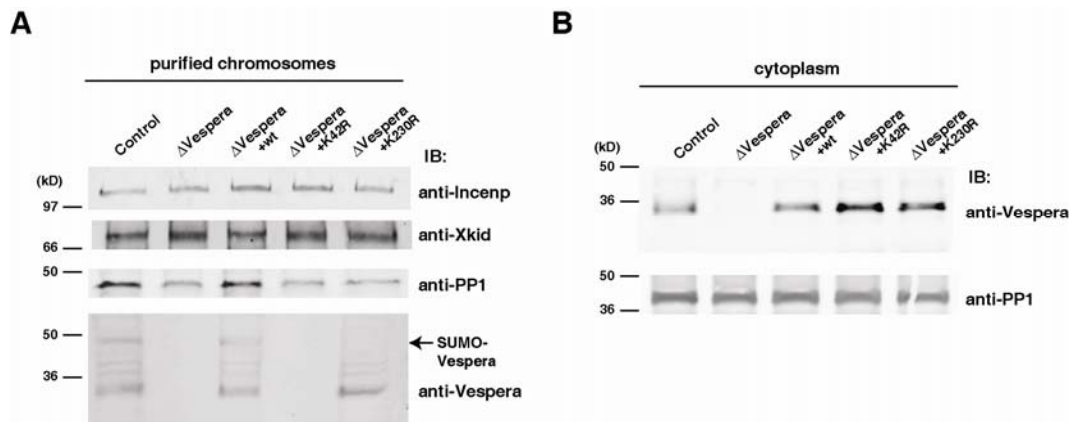 A
purified chromosomes
Control
ΔVespera
ΔVespera
+wt
ΔVespera
+K42R
ΔVespera
+K230R
(kD)
IB:
97
anti-Incenp
66
anti-Xkid
50
anti-PP1
50
SUMO-
Vespera
36
anti-Vespera
B
cytoplasm
Control
ΔVespera
ΔVespera
+wt
ΔVespera
+K42R
ΔVespera
+K230R
(kD)
50
IB:
36
anti-Vespera
50
anti-PP1
36